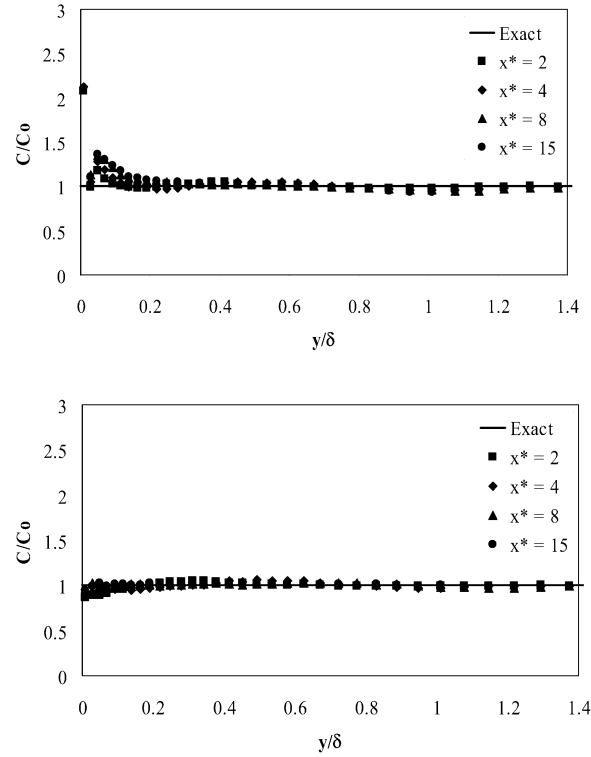 3
2.5
2
1.5
1
0.5
0
C/Co
Exact
x* = 2
x* = 4
x* = 8
x* = 15
0 0.2 0.4 0.6 0.8 1 1.2 1.4
y/δ
3
2.5
2
1.5
1
0.5
0
C/Co
Exact
x* = 2
x* = 4
x* = 8
x* = 15
0 0.2 0.4 0.6 0.8 1 1.2 1.4
y/δ